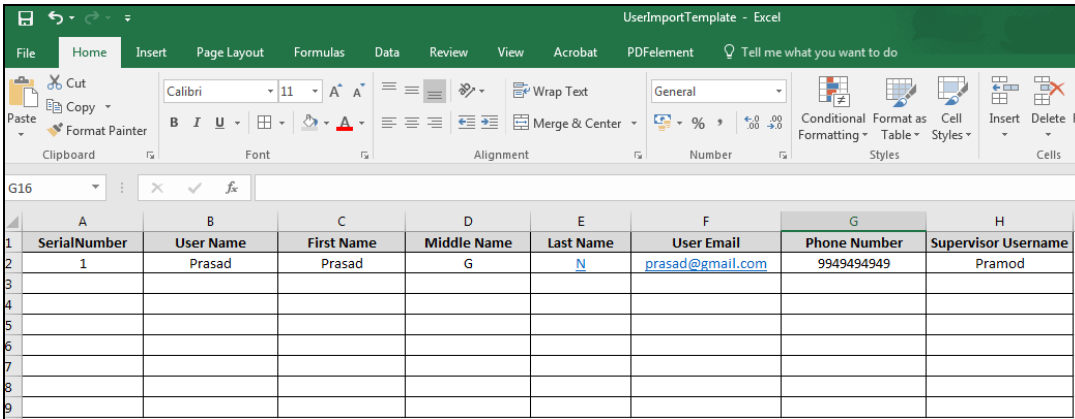 UserImportTemplate - Excel
File Home Insert Page Layout Formulas Data Review View Acrobat PDFelement Tell me what you want to do
Cut
Copy
Format Painter
Paste
Clipboard
Calibri 11 A A
B I U A
Font
Wrap Text
Merge & Center
Alignment
General
% , .0 .00 .00 .0
Number
Conditional Formatting
Format as Table
Cell Styles
Styles
Insert Delete
Cells
G16 fx
A B C D E F G H
1 SerialNumber User Name First Name Middle Name Last Name User Email Phone Number Supervisor Username
2 1 Prasad Prasad G N prasad@gmail.com 9949494949 Pramod
3
4
5
6
7
8
9